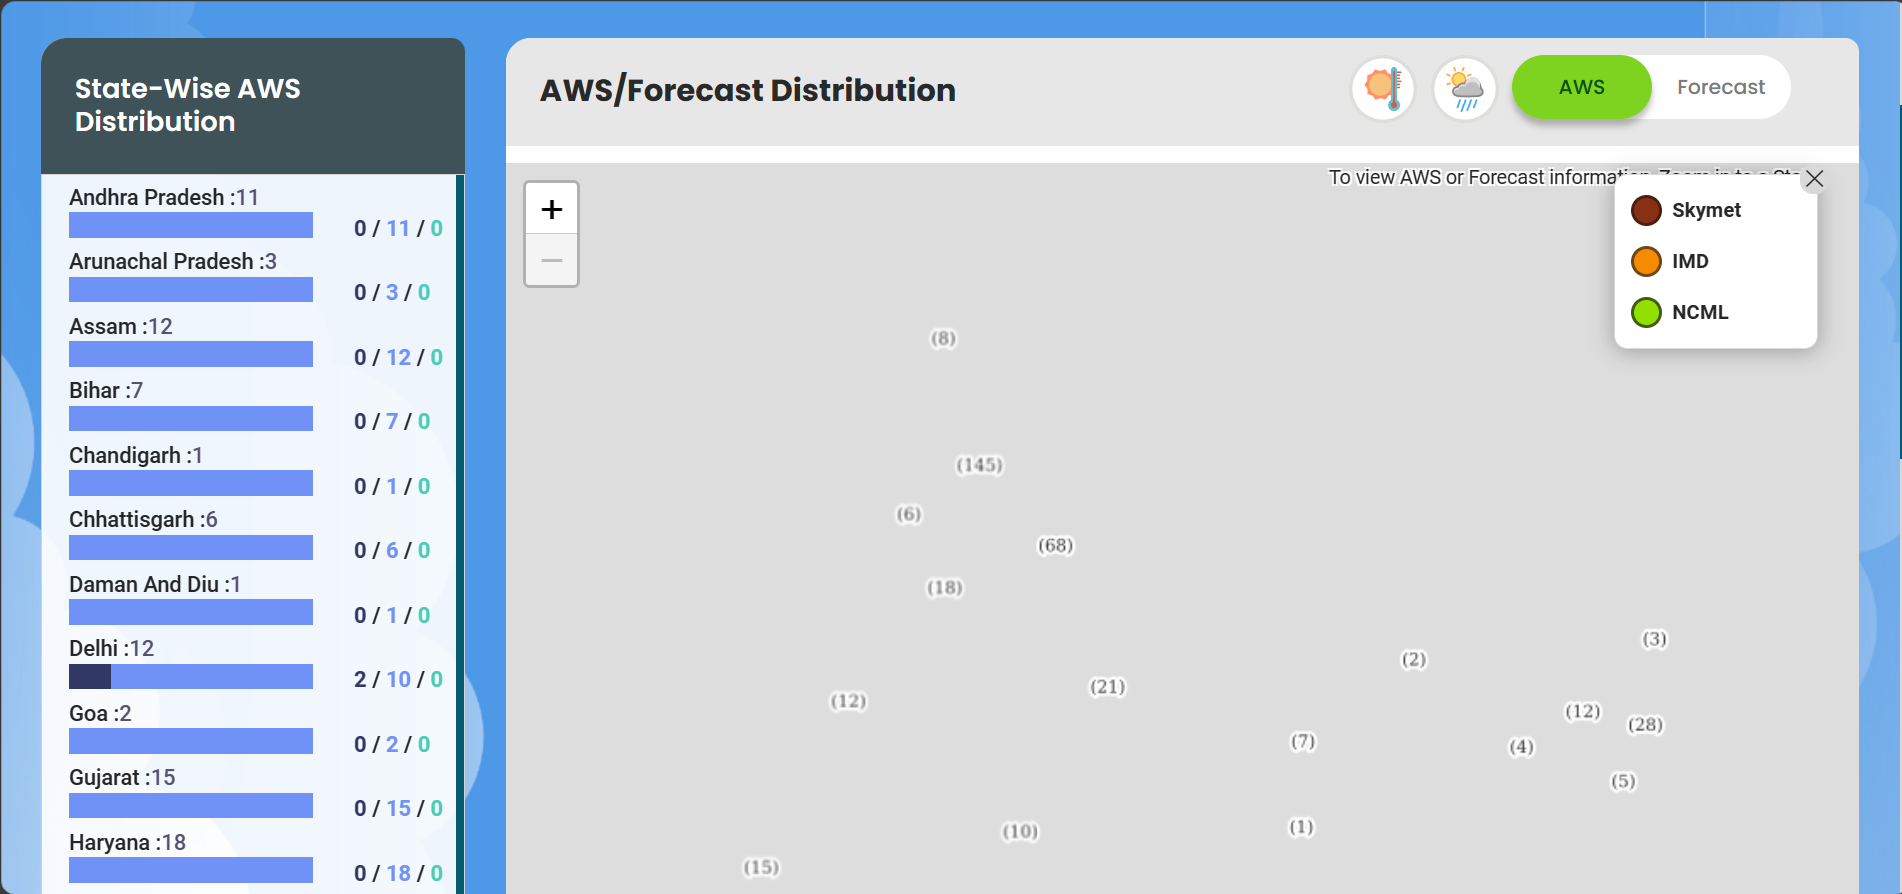 State-Wise AWS
Distribution
Andhra Pradesh :11
0 / 11 / 0
Arunachal Pradesh :3
0 / 3 / 0
Assam :12
0 / 12 / 0
Bihar :7
0 / 7 / 0
Chandigarh :1
0 / 1 / 0
Chhattisgarh :6
0 / 6 / 0
Daman And Diu :1
0 / 1 / 0
Delhi :12
2 / 10 / 0
Goa :2
0 / 2 / 0
Gujarat :15
0 / 15 / 0
Haryana :18
0 / 18 / 0
AWS/Forecast Distribution
AWS
Forecast
To view AWS or Forecast information, Zoom in to a
+
−
Skymet
IMD
NCML
(8)
(145)
(6)
(68)
(18)
(3)
(2)
(21)
(12)
(12)
(28)
(7)
(4)
(5)
(1)
(10)
(15)